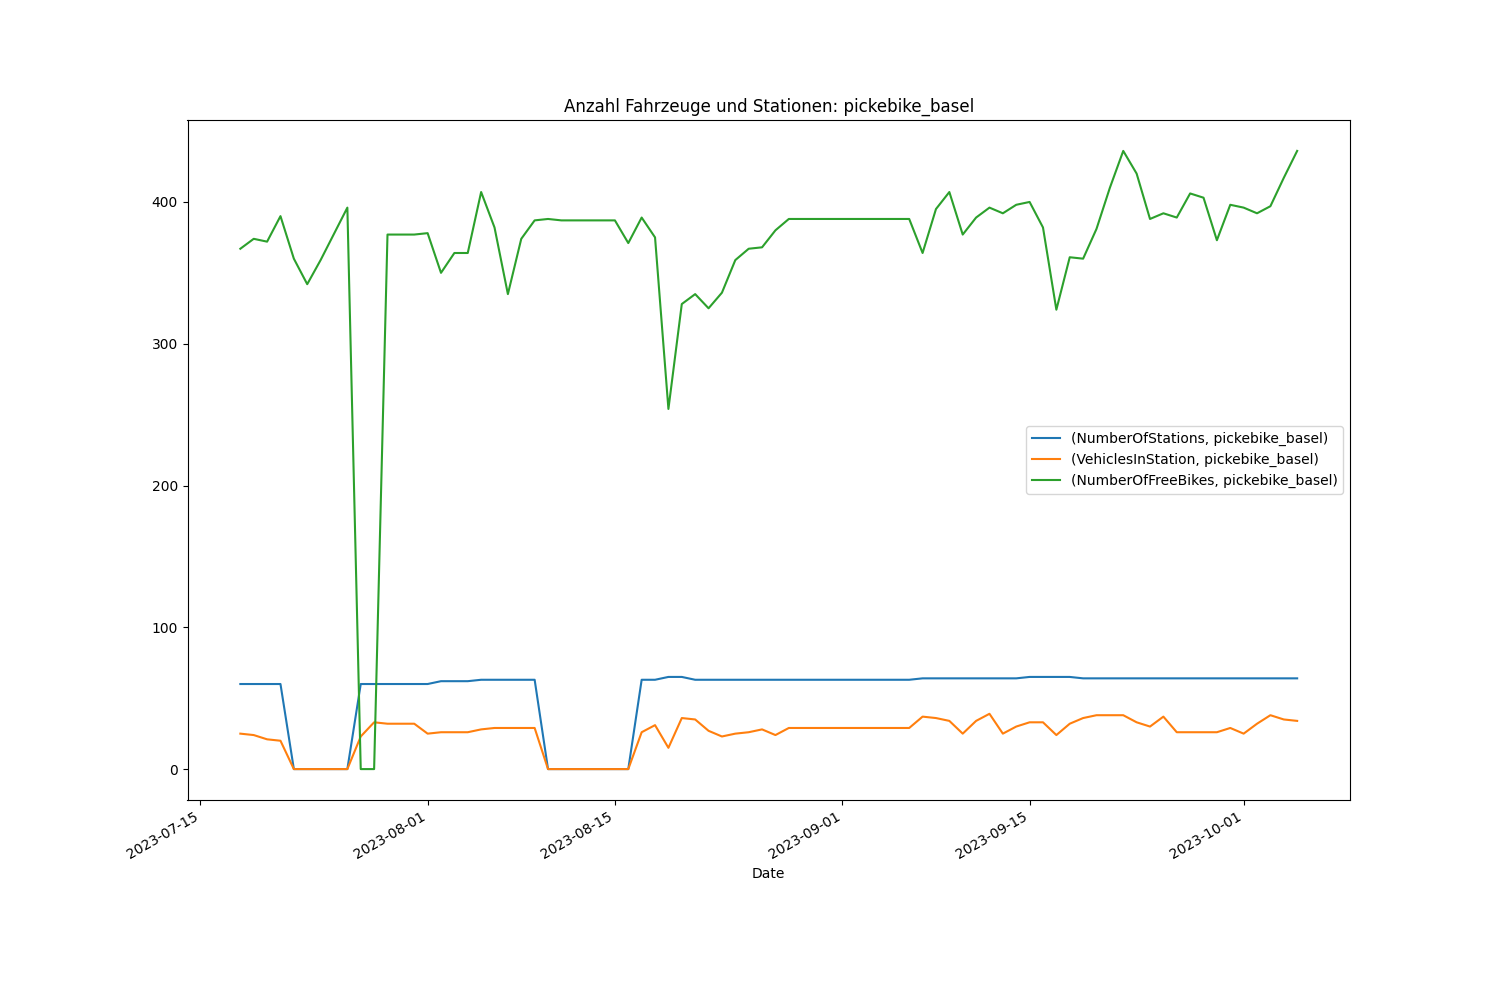 Anzahl Fahrzeuge und Stationen: pickebike_basel
400
300
200
100
0
(NumberOfStations, pickebike_basel)
(VehiclesInStation, pickebike_basel)
(NumberOfFreeBikes, pickebike_basel)
2023-07-15
2023-08-01
2023-08-15
2023-09-01
2023-09-15
2023-10-01
Date